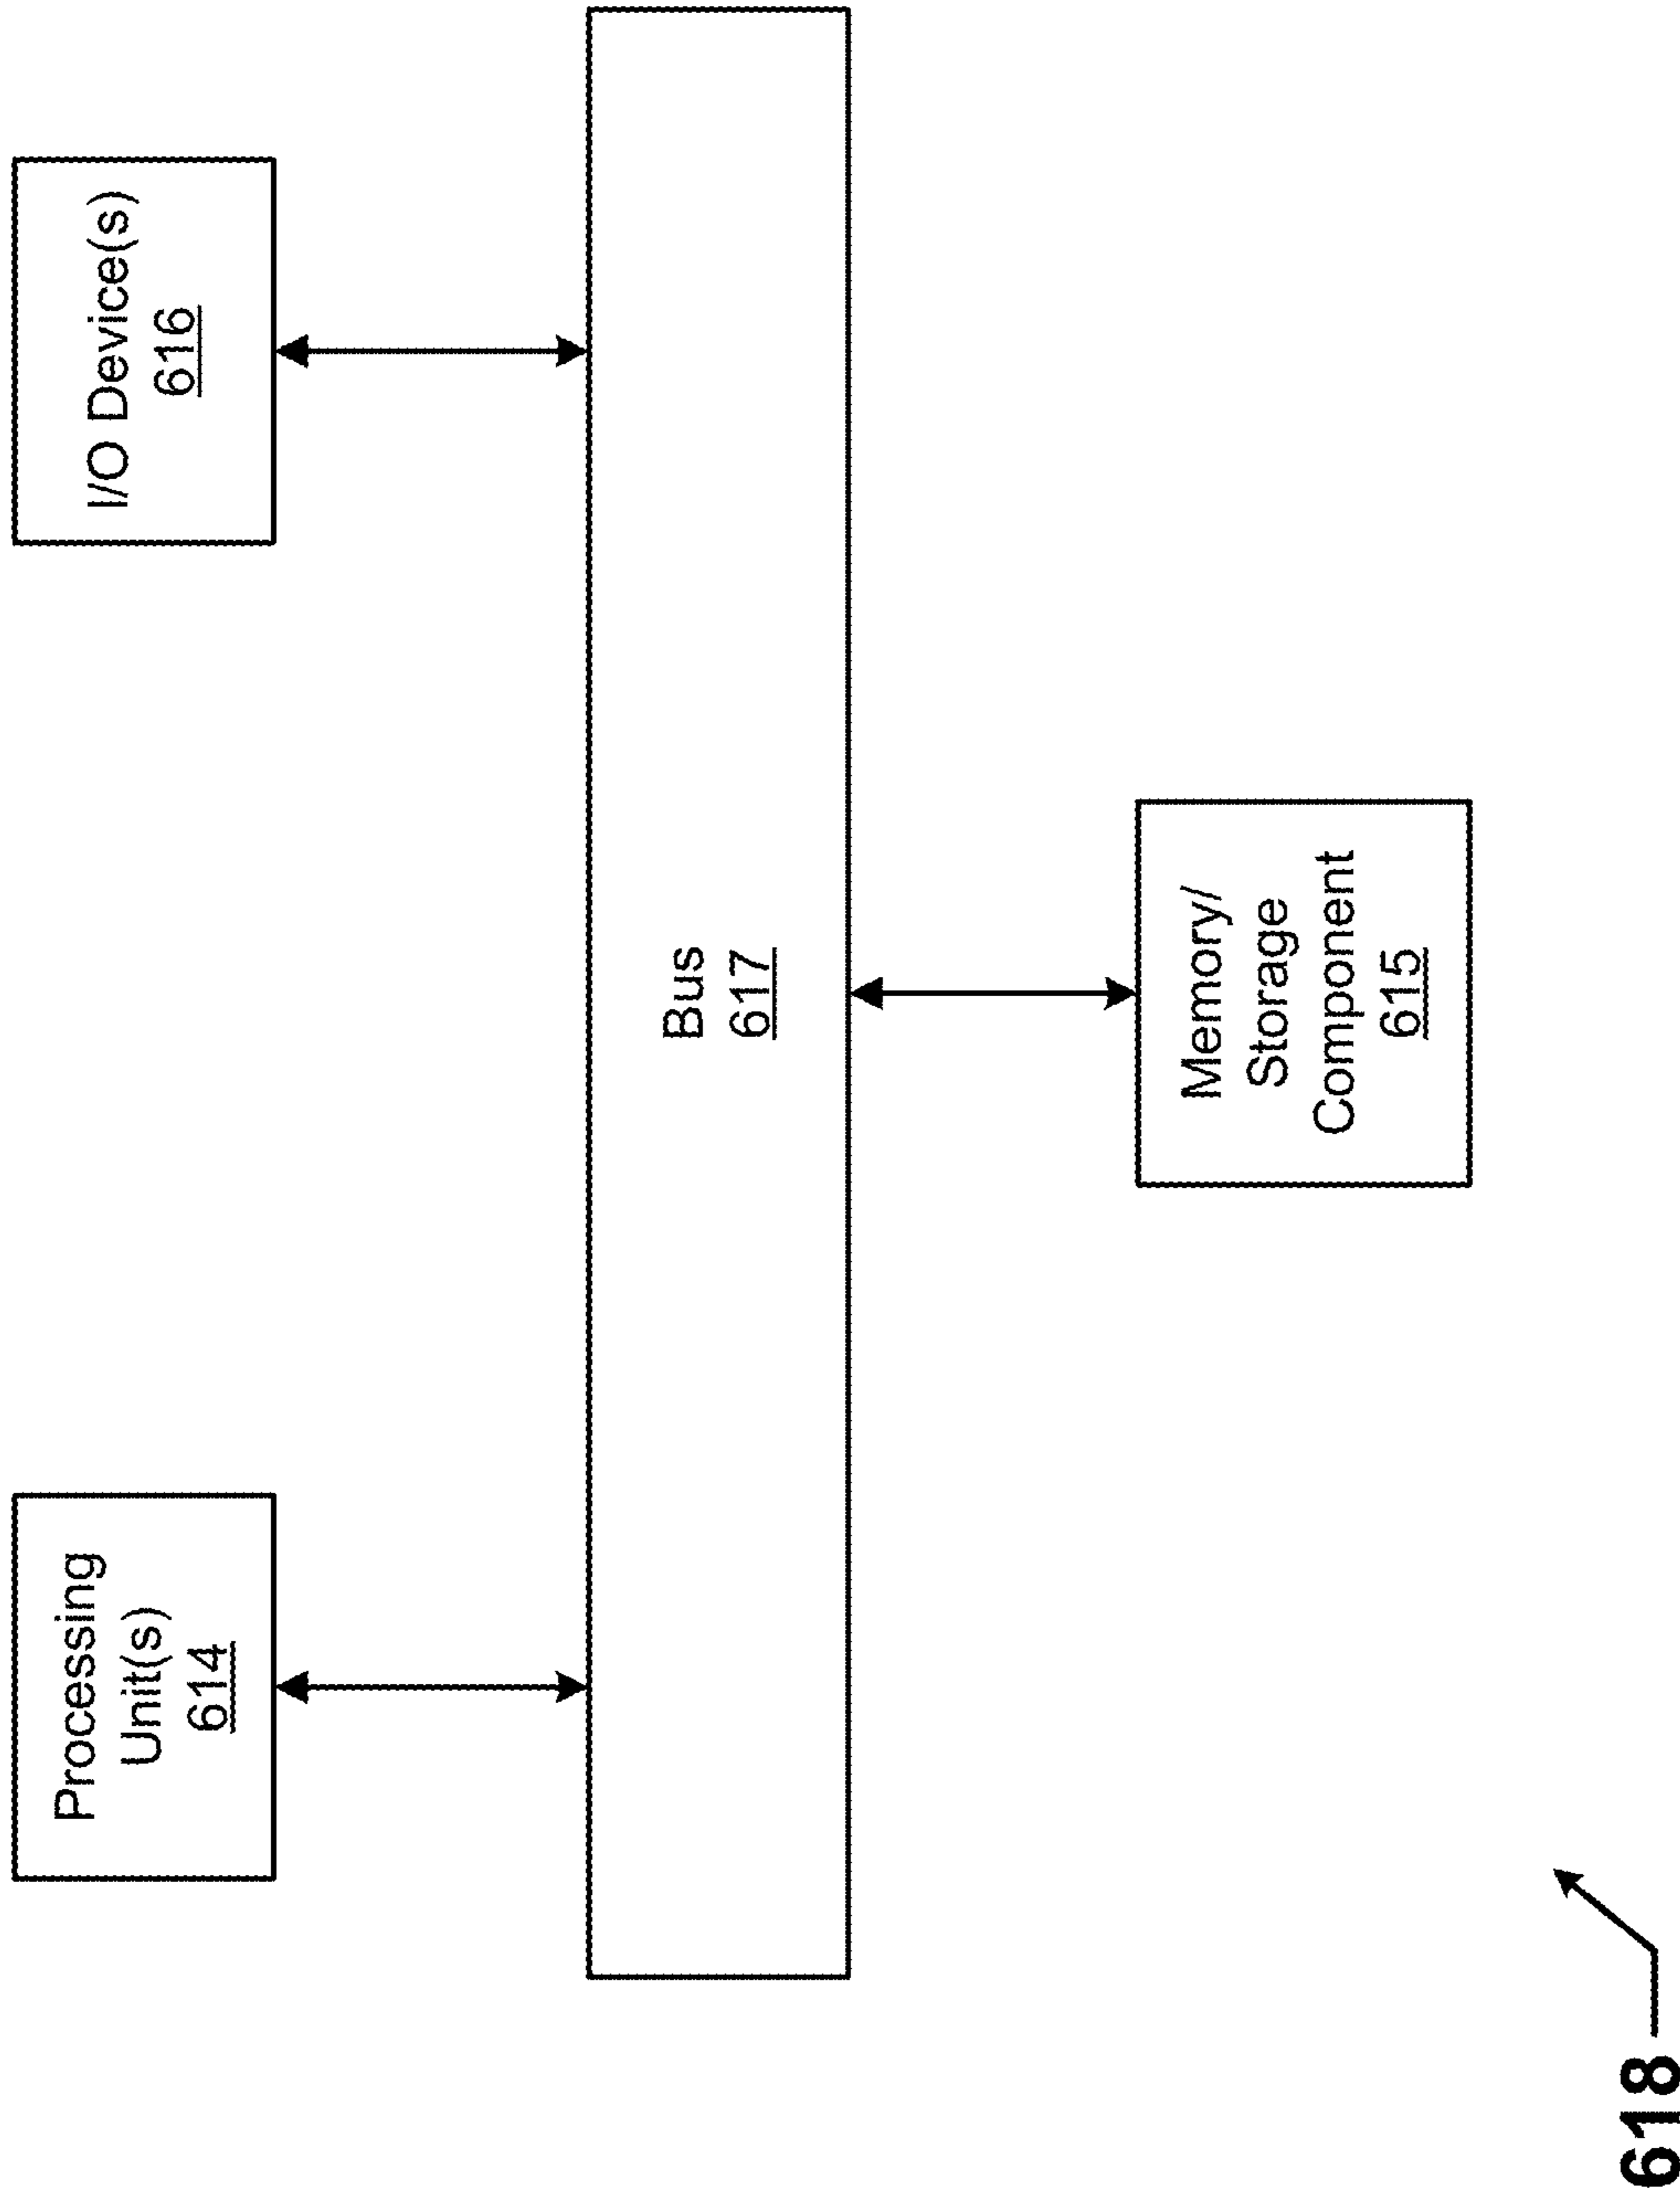 Processing
Unit(s)
614
I/O Device(s)
616
Bus
617
Memory/
Storage
Component
615
618